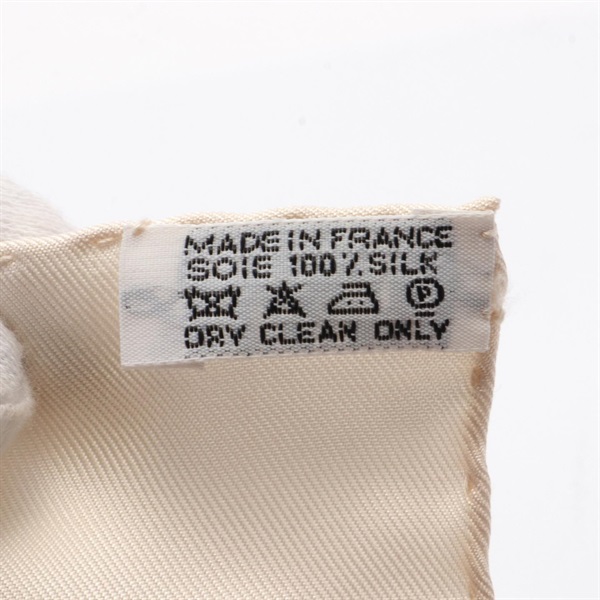 MADE IN FRANCE
SOIE 100% SILK
P
DRY CLEAN ONLY